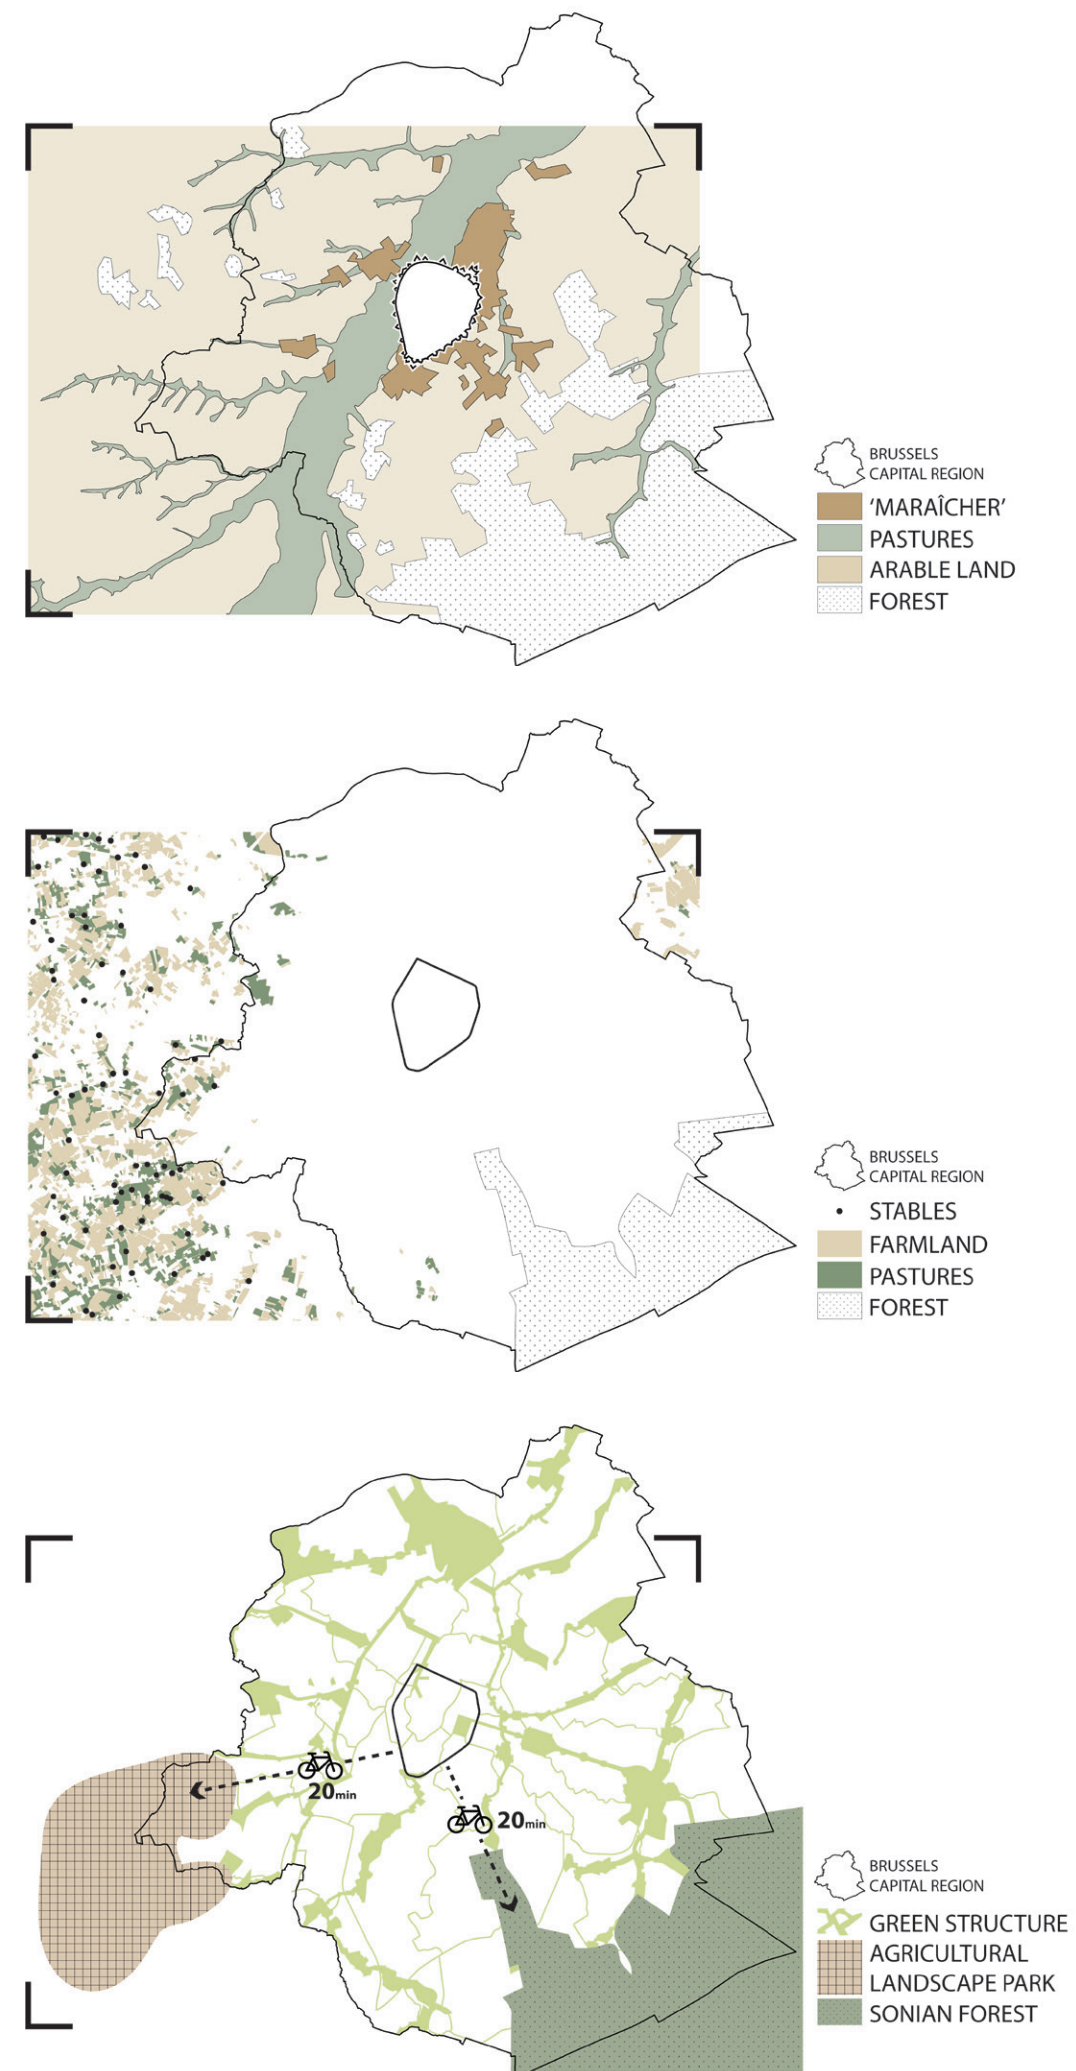 BRUSSELS
CAPITAL REGION
'MARAÎCHER'
PASTURES
ARABLE LAND
FOREST
BRUSSELS
CAPITAL REGION
STABLES
FARMLAND
PASTURES
FOREST
20min
20min
BRUSSELS
CAPITAL REGION
GREEN STRUCTURE
AGRICULTURAL
LANDSCAPE PARK
SONIAN FOREST